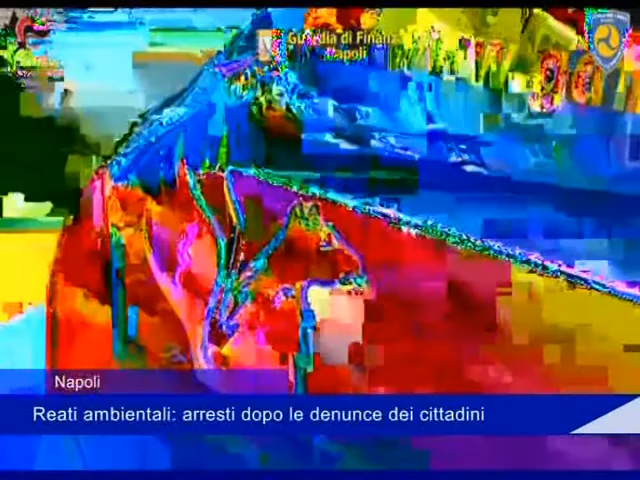 Guardia di Finanza
Napoli
Napoli
Reati ambientali: arresti dopo le denunce dei cittadini